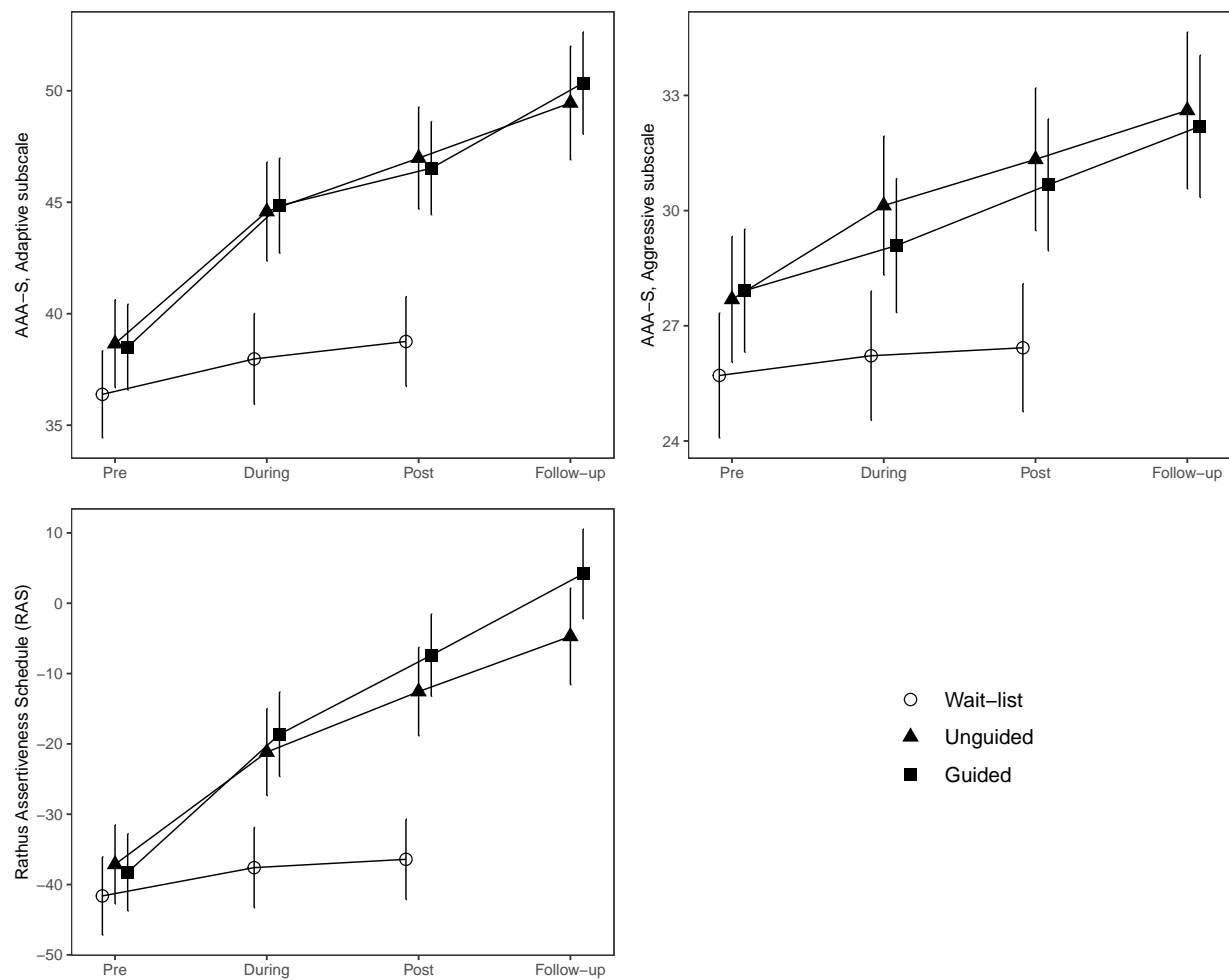 AAA−S, Adaptive subscale
50
45
40
35
Pre
During
Post
Follow−up
AAA−S, Aggressive subscale
33
30
27
24
Pre
During
Post
Follow−up
Rathus Assertiveness Schedule (RAS)
10
0
−10
−20
−30
−40
−50
Pre
During
Post
Follow−up
Wait−list
Unguided
Guided